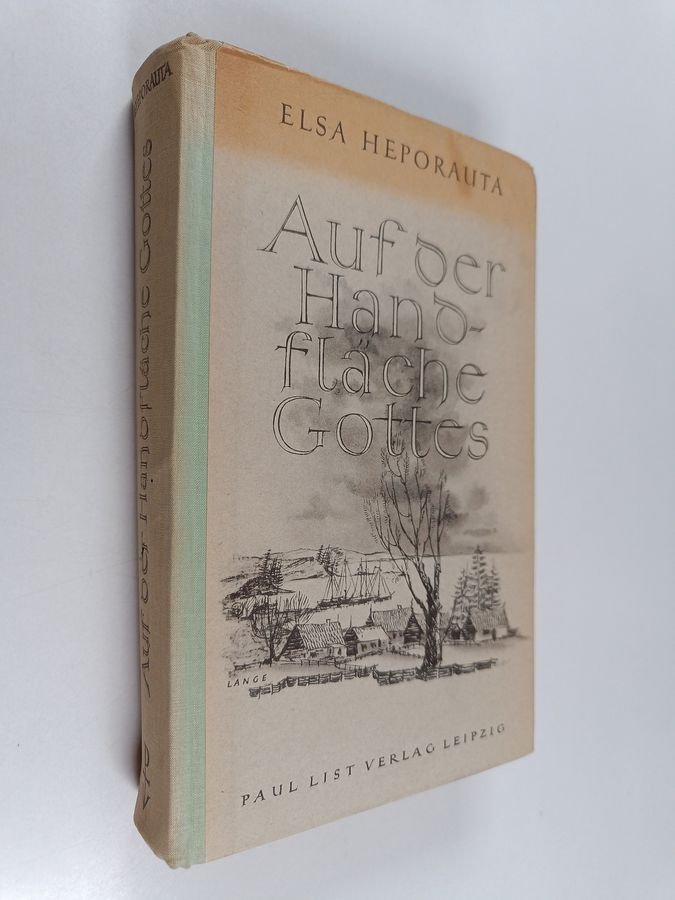 ELSA HEPORAUTA
Auf der
Hand-
fläche
Gottes
LANGE
PAUL LIST VERLAG LEIPZIG
HEPORAUTA
Auf der Handfläche Gottes